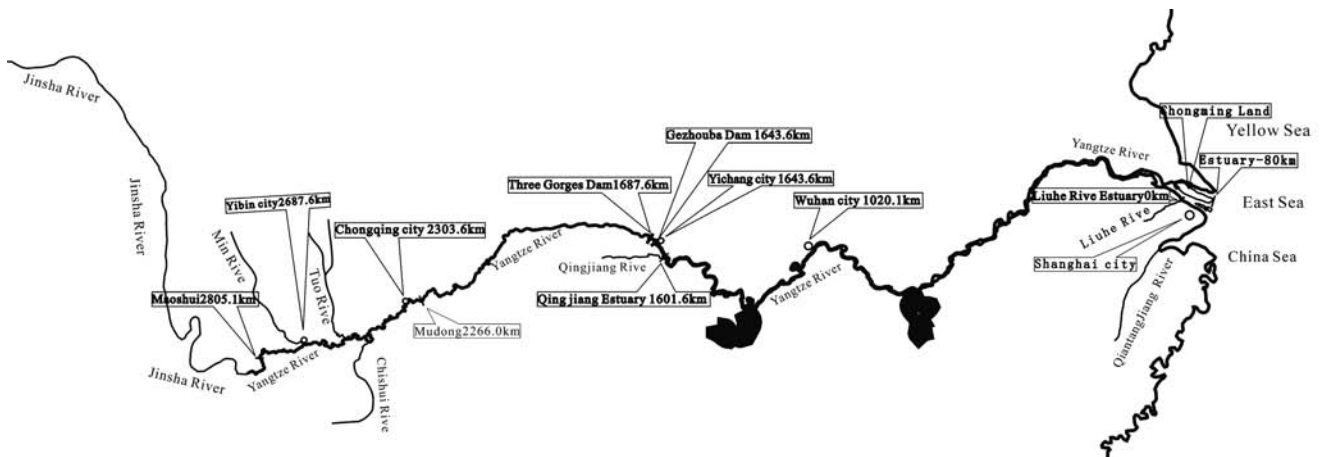 Jinsha River
Jinsha River
Jinsha River
Maoshui2805.1km
Min Rive
Yibin city2687.6km
Tuo Rive
Yangtze River
Chishui Rive
Chongqing city 2303.6km
Mudong2266.0km
Yangtze River
Three Gorges Dam1687.6km
Gezhouba Dam 1643.6km
Yichang city 1643.6km
Qingjiang Rive
Qing jiang Estuary 1601.6km
Wuhan city 1020.1km
Yangtze River
Yangtze River
Shongming Land
Yellow Sea
Estuary-80km
Liuhe Rive Estuary0km
East Sea
Liuhe Rive
Shanghai city
China Sea
QiantangJiang River